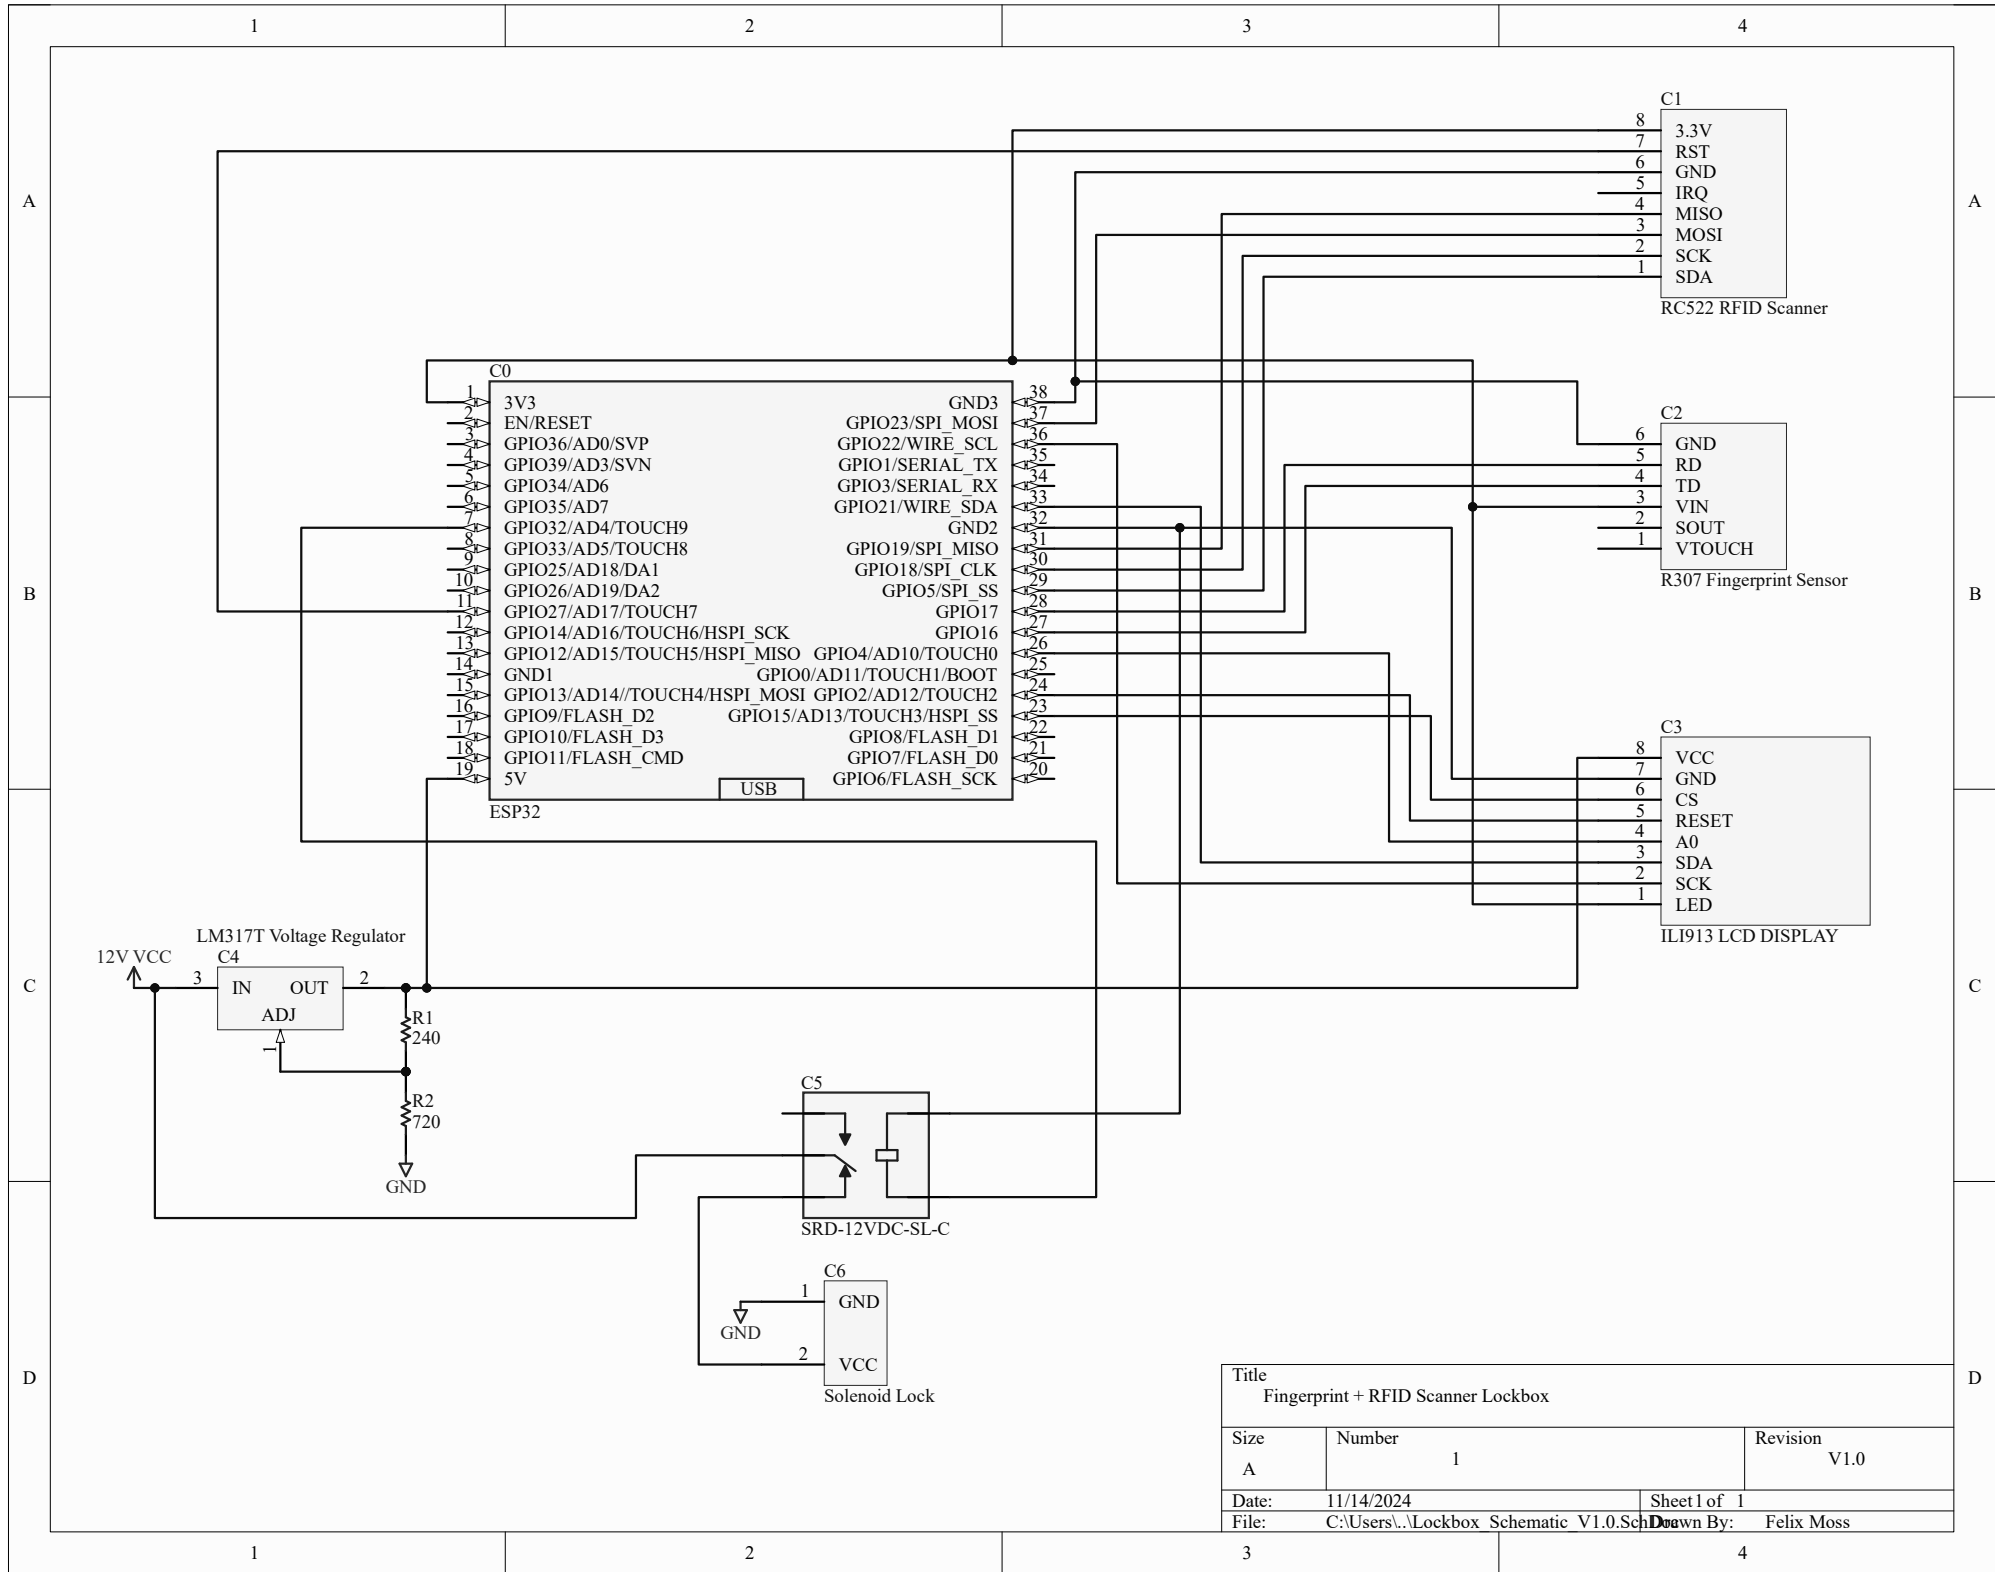 1 2 3 4
A A
B B
C C
D D
C1
8 3.3V
7 RST
6 GND
5 IRQ
4 MISO
3 MOSI
2 SCK
1 SDA
RC522 RFID Scanner
C0
1 3V3
2 EN/RESET
3 GPIO36/AD0/SVP
4 GPIO39/AD3/SVN
5 GPIO34/AD6
6 GPIO35/AD7
7 GPIO32/AD4/TOUCH9
8 GPIO33/AD5/TOUCH8
9 GPIO25/AD18/DA1
10 GPIO26/AD19/DA2
11 GPIO27/AD17/TOUCH7
12 GPIO14/AD16/TOUCH6/HSPI_SCK
13 GPIO12/AD15/TOUCH5/HSPI_MISO
14 GND1
15 GPIO13/AD14//TOUCH4/HSPI_MOSI
16 GPIO9/FLASH_D2
17 GPIO10/FLASH_D3
18 GPIO11/FLASH_CMD
19 5V
GND3 38
GPIO23/SPI_MOSI 37
GPIO22/WIRE_SCL 36
GPIO1/SERIAL_TX 35
GPIO3/SERIAL_RX 34
GPIO21/WIRE_SDA 33
GND2 32
GPIO19/SPI_MISO 31
GPIO18/SPI_CLK 30
GPIO5/SPI_SS 29
GPIO17 28
GPIO16 27
GPIO4/AD10/TOUCH0 26
GPIO0/AD11/TOUCH1/BOOT 25
GPIO2/AD12/TOUCH2 24
GPIO15/AD13/TOUCH3/HSPI_SS 23
GPIO8/FLASH_D1 22
GPIO7/FLASH_D0 21
GPIO6/FLASH_SCK 20
USB
ESP32
C2
6 GND
5 RD
4 TD
3 VIN
2 SOUT
1 VTOUCH
R307 Fingerprint Sensor
C3
8 VCC
7 GND
6 CS
5 RESET
4 A0
3 SDA
2 SCK
1 LED
ILI913 LCD DISPLAY
LM317T Voltage Regulator
12V VCC
C4
3 IN OUT 2
ADJ
1
R1
240
R2
720
GND
C5
SRD-12VDC-SL-C
C6
1 GND
GND
2 VCC
Solenoid Lock
Title
Fingerprint + RFID Scanner Lockbox
Size Number Revision
A 1 V1.0
Date: 11/14/2024 Sheet 1 of 1
File: C:\Users\..\Lockbox_Schematic_V1.0.SchDoc Drawn By: Felix Moss
1 2 3 4